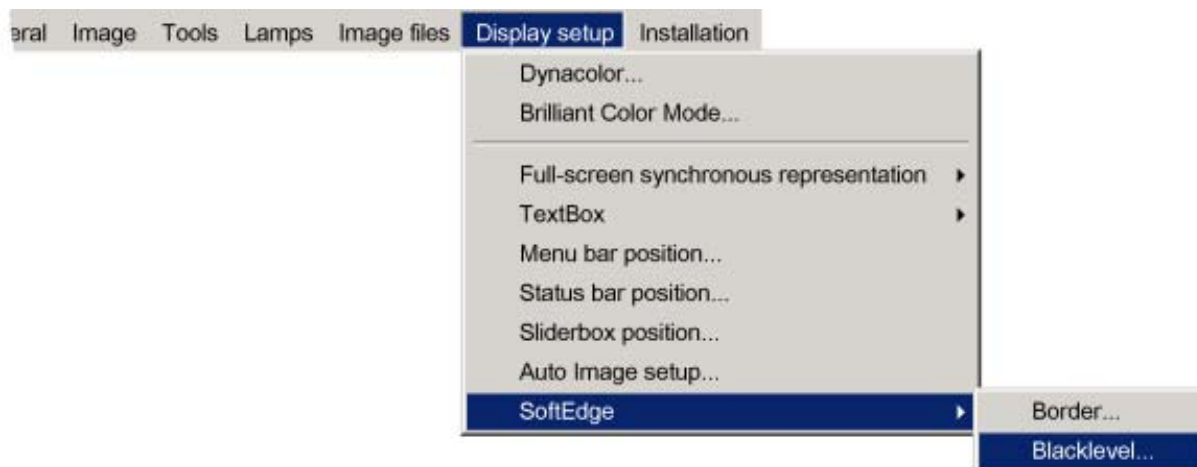 Image Tools Lamps Image files Display setup Installation
Dynacolor...
Brilliant Color Mode...
Full-screen synchronous representation
TextBox
Menu bar position...
Status bar position...
Sliderbox position...
Auto Image setup...
SoftEdge
Border...
Blacklevel...